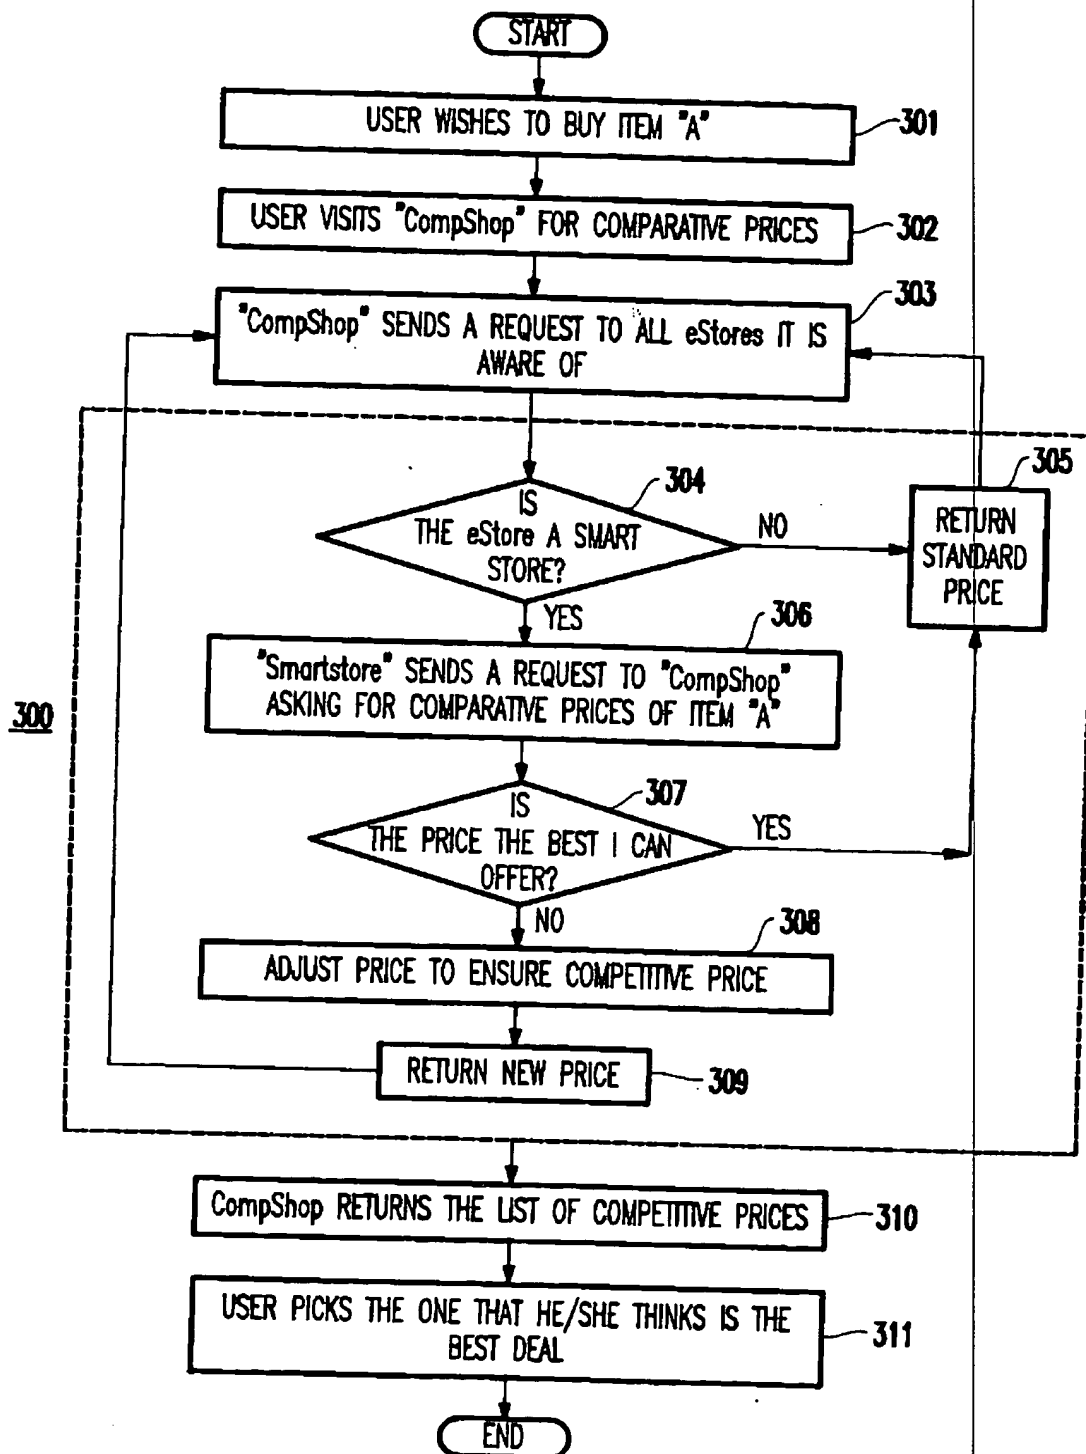 START
USER WISHES TO BUY ITEM "A"
301
USER VISITS "CompShop" FOR COMPARATIVE PRICES
302
303
"CompShop" SENDS A REQUEST TO ALL eStores IT IS
AWARE OF
304
IS
THE eStore A SMART
STORE?
NO
305
RETURN
STANDARD
PRICE
YES
306
"Smartstore" SENDS A REQUEST TO "CompShop"
ASKING FOR COMPARATIVE PRICES OF ITEM "A"
300
307
IS
THE PRICE THE BEST I CAN
OFFER?
YES
NO
308
ADJUST PRICE TO ENSURE COMPETITIVE PRICE
RETURN NEW PRICE
309
CompShop RETURNS THE LIST OF COMPETITIVE PRICES
310
USER PICKS THE ONE THAT HE/SHE THINKS IS THE
BEST DEAL
311
END